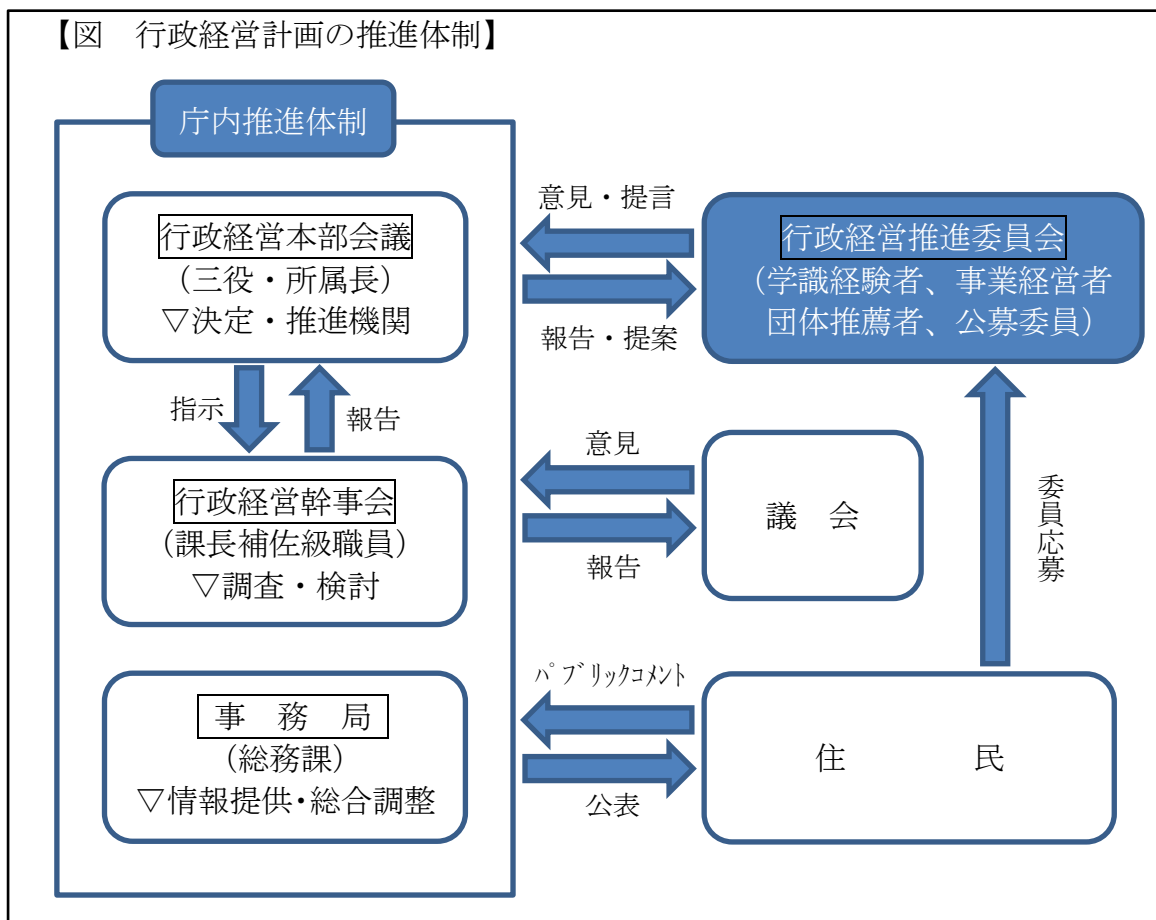 【図　行政経営計画の推進体制】
庁内推進体制
行政経営本部会議
（三役・所属長）
▽決定・推進機関
指示
報告
行政経営幹事会
（課長補佐級職員）
▽調査・検討
事　務　局
（総務課）
▽情報提供・総合調整
意見・提言
報告・提案
行政経営推進委員会
（学識経験者、事業経営者
団体推薦者、公募委員）
意見
報告
議　会
委員応募
ﾊﾟﾌﾞﾘｯｸｺﾒﾝﾄ
公表
住　　　民